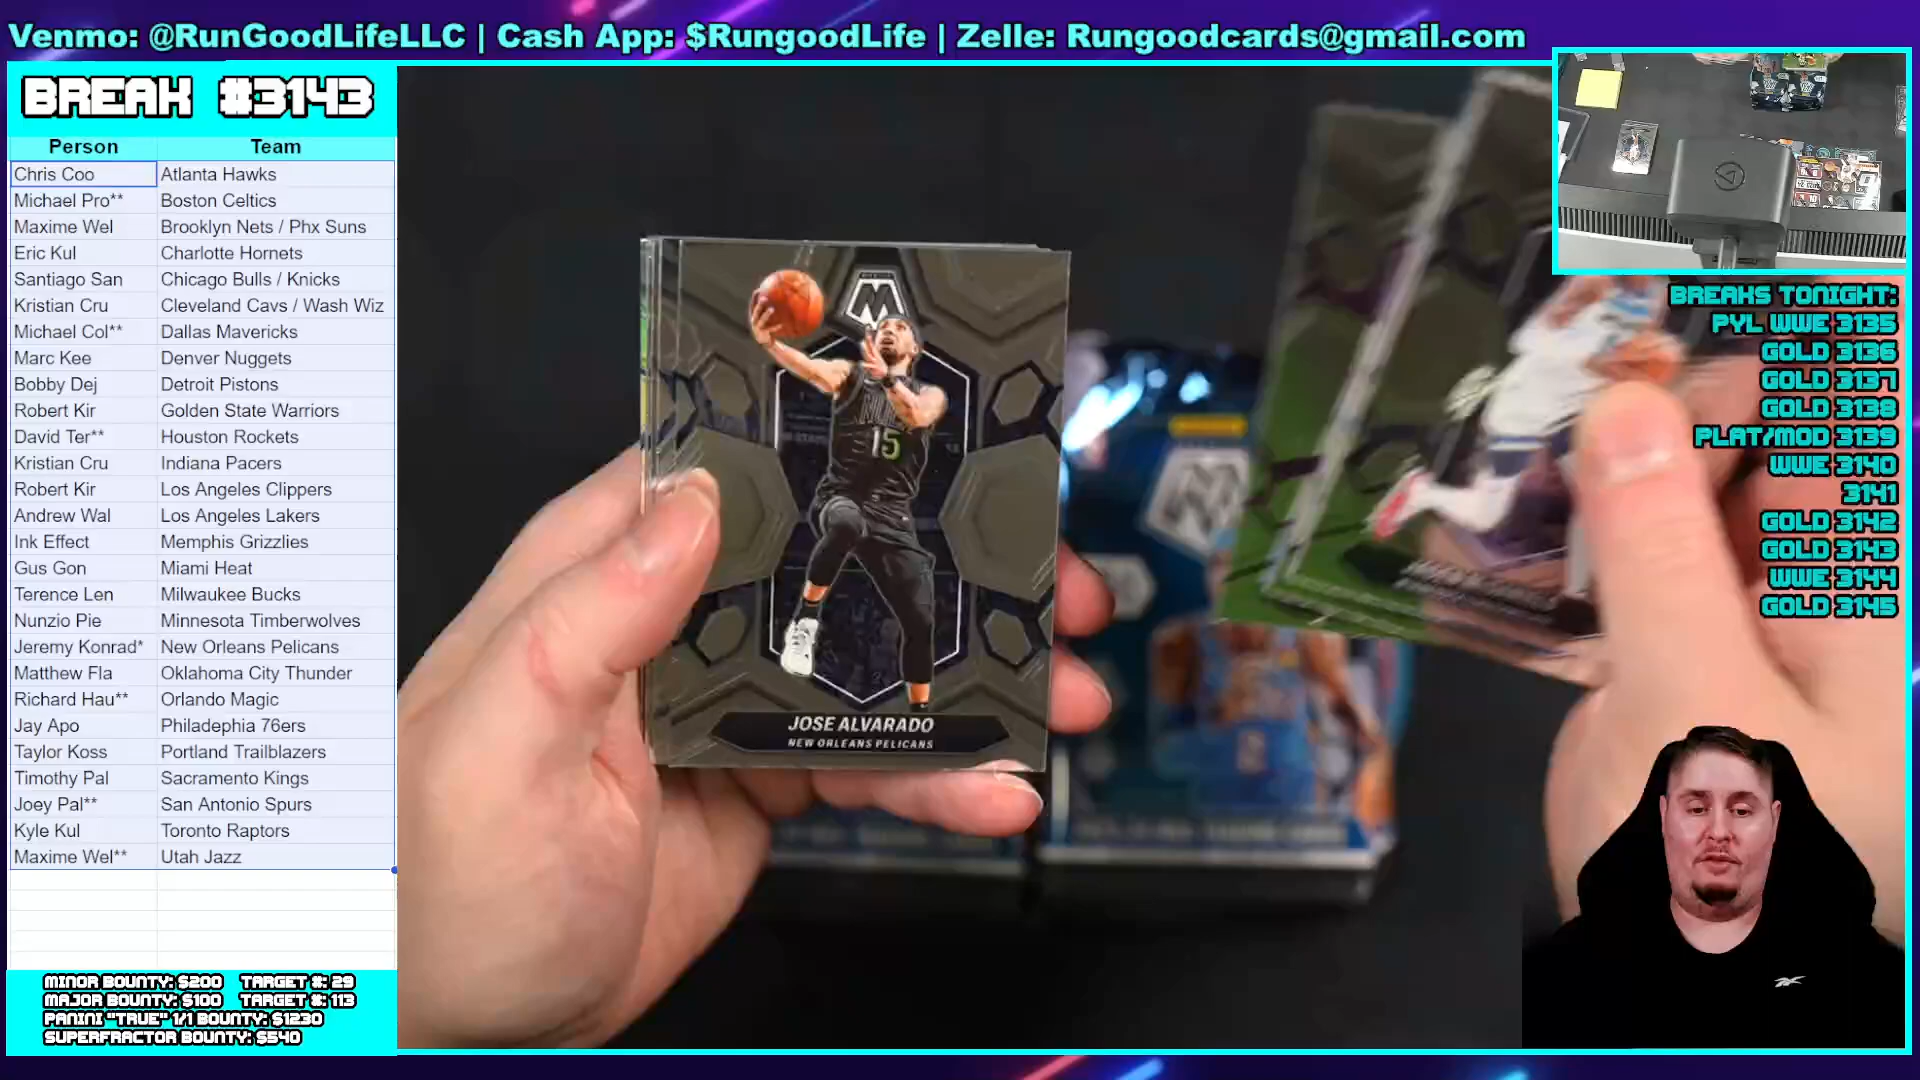 Venmo: @RunGoodLifeLLC | Cash App: $RungoodLife | Zelle: Rungoodcards@gmail.com
BREAK #3143
Person Team
Chris Coo Atlanta Hawks
Michael Pro** Boston Celtics
Maxime Wel Brooklyn Nets / Phx Suns
Eric Kul Charlotte Hornets
Santiago San Chicago Bulls / Knicks
Kristian Cru Cleveland Cavs / Wash Wiz
Michael Col** Dallas Mavericks
Marc Kee Denver Nuggets
Bobby Dej Detroit Pistons
Robert Kir Golden State Warriors
David Ter** Houston Rockets
Kristian Cru Indiana Pacers
Robert Kir Los Angeles Clippers
Andrew Wal Los Angeles Lakers
Ink Effect Memphis Grizzlies
Gus Gon Miami Heat
Terence Len Milwaukee Bucks
Nunzio Pie Minnesota Timberwolves
Jeremy Konrad* New Orleans Pelicans
Matthew Fla Oklahoma City Thunder
Richard Hau** Orlando Magic
Jay Apo Philadephia 76ers
Taylor Koss Portland Trailblazers
Timothy Pal Sacramento Kings
Joey Pal** San Antonio Spurs
Kyle Kul Toronto Raptors
Maxime Wel** Utah Jazz
MINOR BOUNTY: $200 TARGET #: 29
MAJOR BOUNTY: $100 TARGET #: 113
PANINI "TRUE" 1/1 BOUNTY: $1230
SUPERFRACTOR BOUNTY: $540
15
JOSE ALVARADO
NEW ORLEANS PELICANS
BREAKS TONIGHT:
PYL WWE 3135
GOLD 3136
GOLD 3137
GOLD 3138
PLAT/MOD 3139
WWE 3140
3141
GOLD 3142
GOLD 3143
WWE 3144
GOLD 3145